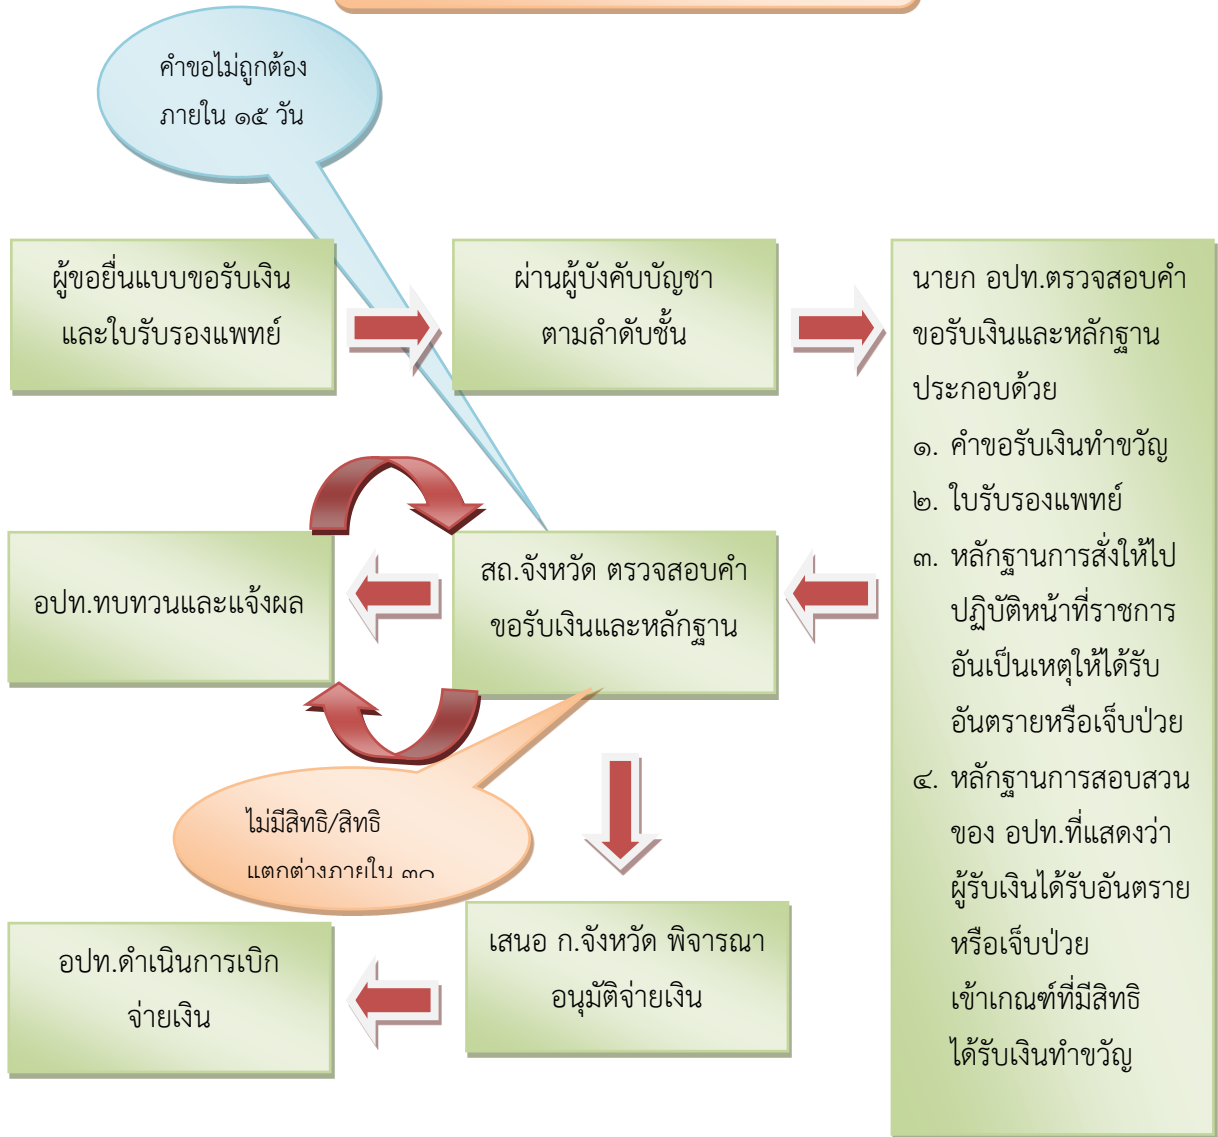 คำขอไม่ถูกต้อง
ภายใน ๑๕ วัน
ผู้ขอยื่นแบบขอรับเงิน
และใบรับรองแพทย์
ผ่านผู้บังคับบัญชา
ตามลำดับชั้น
นายก อปท.ตรวจสอบคำ
ขอรับเงินและหลักฐาน
ประกอบด้วย
๑. คำขอรับเงินทำขวัญ
๒. ใบรับรองแพทย์
๓. หลักฐานการสั่งให้ไป
ปฏิบัติหน้าที่ราชการ
อันเป็นเหตุให้ได้รับ
อันตรายหรือเจ็บป่วย
๔. หลักฐานการสอบสวน
ของ อปท.ที่แสดงว่า
ผู้รับเงินได้รับอันตราย
หรือเจ็บป่วย
เข้าเกณฑ์ที่มีสิทธิ
ได้รับเงินทำขวัญ
สถ.จังหวัด ตรวจสอบคำ
ขอรับเงินและหลักฐาน
อปท.ทบทวนและแจ้งผล
ไม่มีสิทธิ/สิทธิ
แตกต่างภายใน ๓๐
เสนอ ก.จังหวัด พิจารณา
อนุมัติจ่ายเงิน
อปท.ดำเนินการเบิก
จ่ายเงิน